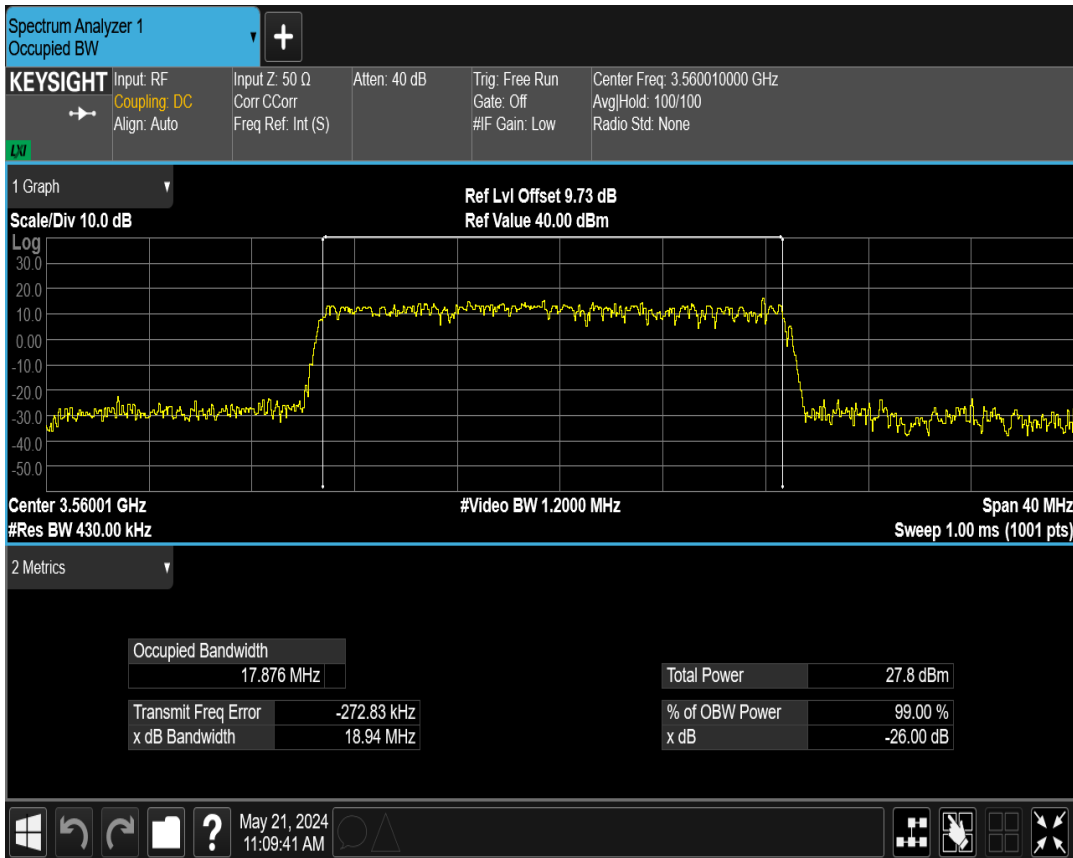 Spectrum Analyzer 1
Occupied BW
+
KEYSIGHT
LXI
Input: RF
Coupling: DC
Align: Auto
Input Z: 50 Ω
Corr CCorr
Freq Ref: Int (S)
Atten: 40 dB
Trig: Free Run
Gate: Off
#IF Gain: Low
Center Freq: 3.560010000 GHz
Avg|Hold: 100/100
Radio Std: None
1 Graph
Scale/Div 10.0 dB
Ref Lvl Offset 9.73 dB
Ref Value 40.00 dBm
Log
30.0
20.0
10.0
0.00
-10.0
-20.0
-30.0
-40.0
-50.0
Center 3.56001 GHz
#Res BW 430.00 kHz
#Video BW 1.2000 MHz
Span 40 MHz
Sweep 1.00 ms (1001 pts)
2 Metrics
Occupied Bandwidth
17.876 MHz
Transmit Freq Error -272.83 kHz
x dB Bandwidth 18.94 MHz
Total Power 27.8 dBm
% of OBW Power 99.00 %
x dB -26.00 dB
?
May 21, 2024
11:09:41 AM